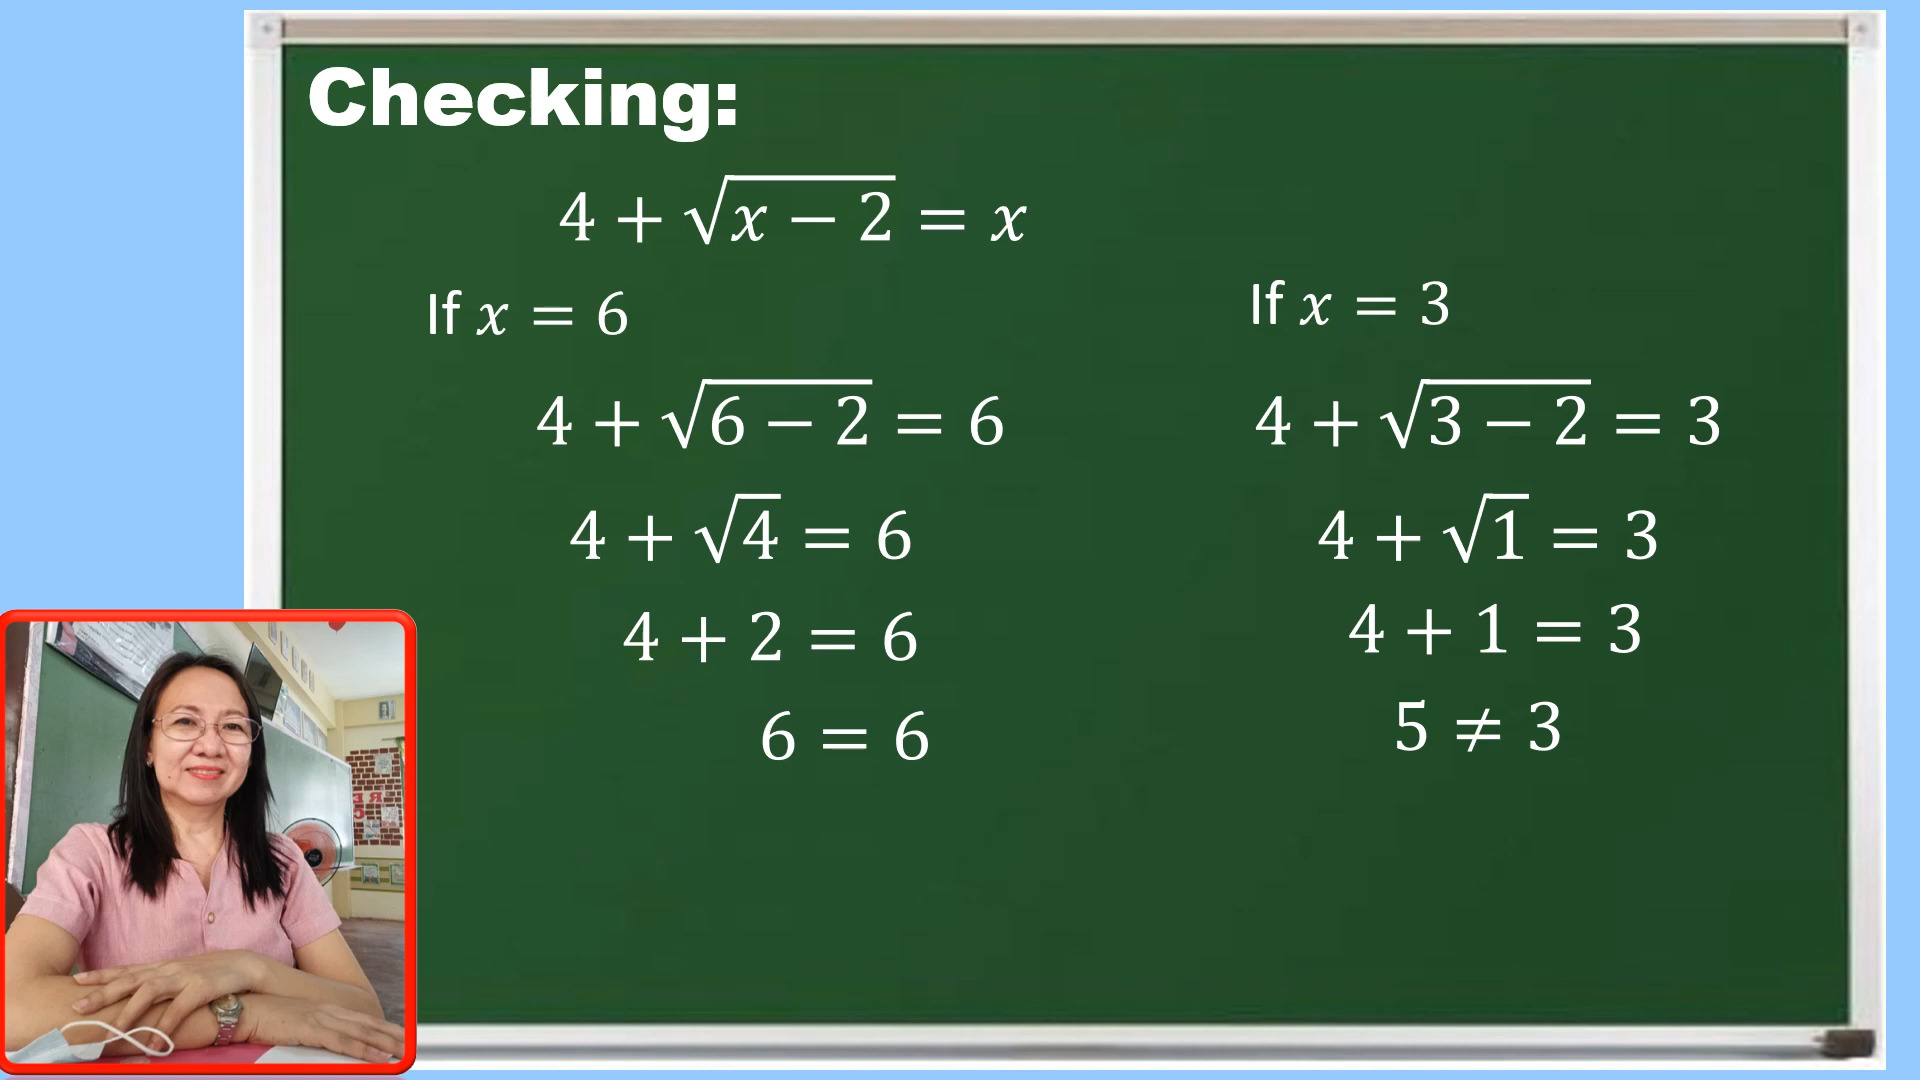 Checking:
4 + √(x − 2) = x
If x = 6
4 + √(6 − 2) = 6
4 + √4 = 6
4 + 2 = 6
6 = 6
If x = 3
4 + √(3 − 2) = 3
4 + √1 = 3
4 + 1 = 3
5 ≠ 3